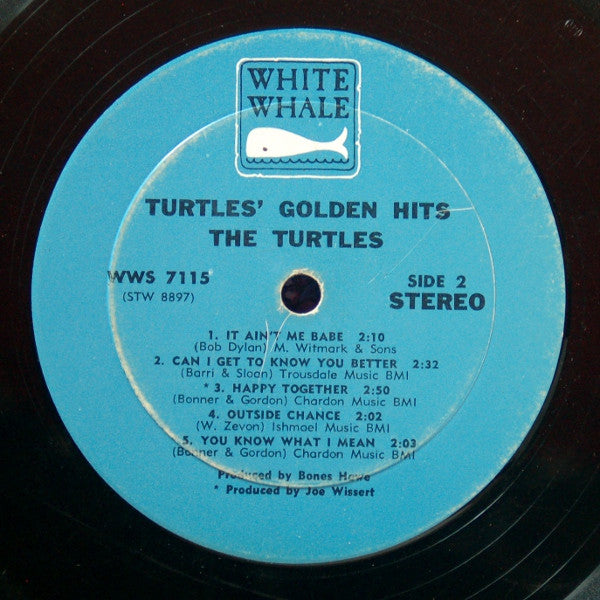 WHITE
WHALE
TURTLES' GOLDEN HITS
THE TURTLES
WWS 7115
(STW 8897)
SIDE 2
STEREO
1. IT AIN'T ME BABE 2:10
(Bob Dylan) M. Witmark & Sons
2. CAN I GET TO KNOW YOU BETTER 2:32
(Barri & Sloan) Trousdale Music BMI
* 3. HAPPY TOGETHER 2:50
(Bonner & Gordon) Chardon Music BMI
4. OUTSIDE CHANCE 2:02
(W. Zevon) Ishmael Music BMI
5. YOU KNOW WHAT I MEAN 2:03
(Bonner & Gordon) Chardon Music BMI
Produced by Bones Howe
* Produced by Joe Wissert